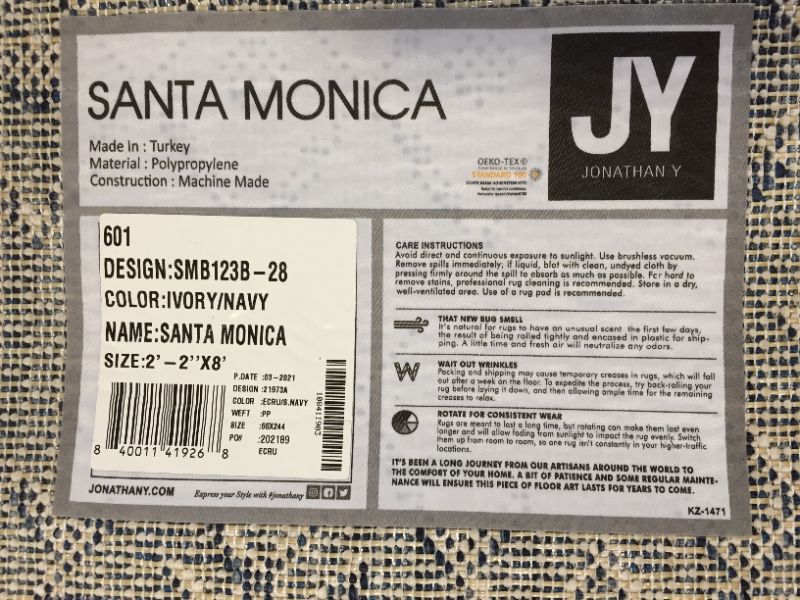 SANTA MONICA
Made In : Turkey
Material : Polypropylene
Construction : Machine Made
OEKO-TEX®
STANDARD 100
JY
JONATHAN Y
601
DESIGN:SMB123B-28
COLOR:IVORY/NAVY
NAME:SANTA MONICA
SIZE:2'-2''X8'
P.DATE :03-2021
DESIGN :21973A
COLOR :ECRU/S.NAVY
WEFT :PP
SIZE :66X244
PO# :202189
ECRU
8 40011 41926 8
108411903
JONATHANY.COM
Express your Style with #jonathany
CARE INSTRUCTIONS
Avoid direct and continuous exposure to sunlight. Use brushless vacuum.
Remove spills immediately; if liquid, blot with clean, undyed cloth by
pressing firmly around the spill to absorb as much as possible. For hard to
remove stains, professional rug cleaning is recommended. Store in a dry,
well-ventilated area. Use of a rug pad is recommended.
THAT NEW RUG SMELL
It's natural for rugs to have an unusual scent the first few days,
the result of being rolled tightly and encased in plastic for ship-
ping. A little time and fresh air will neutralize any odors.
WAIT OUT WRINKLES
Packing and shipping may cause temporary creases in rugs, which will fall
out after a week on the floor. To expedite the process, try back-rolling your
rug before laying it down, and then allowing ample time for the remaining
creases to relax.
ROTATE FOR CONSISTENT WEAR
Rugs are meant to last a long time, but rotating can make them last even
longer and will allow fading from sunlight to impact the rug evenly. Switch
them up from room to room, so one rug isn't constantly in your higher-traffic
locations.
IT'S BEEN A LONG JOURNEY FROM OUR ARTISANS AROUND THE WORLD TO
THE COMFORT OF YOUR HOME. A BIT OF PATIENCE AND SOME REGULAR MAINTE-
NANCE WILL ENSURE THIS PIECE OF FLOOR ART LASTS FOR YEARS TO COME.
KZ-1471